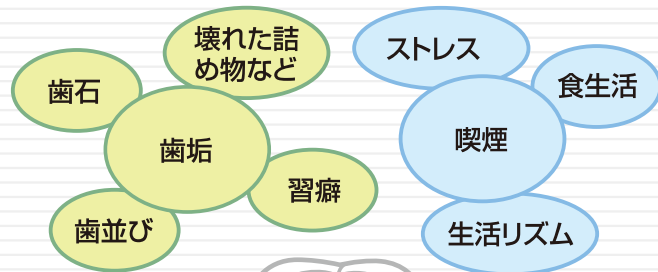 壊れた詰
め物など
歯石
歯垢
習癖
歯並び
ストレス
食生活
喫煙
生活リズム